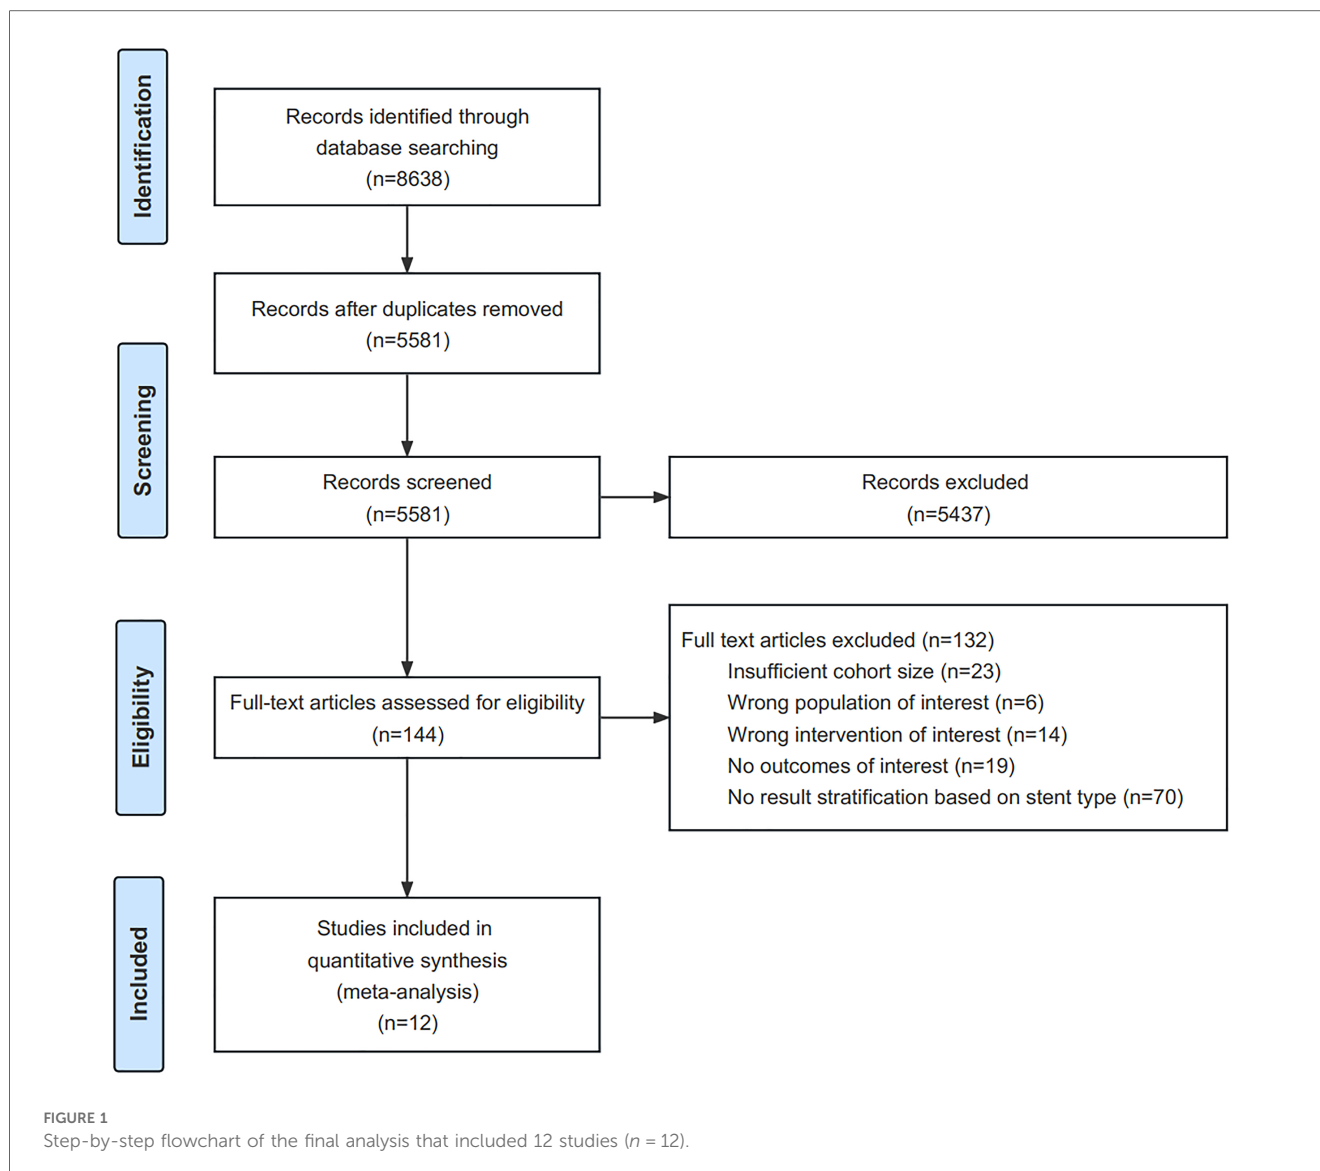 Identification
Records identified through
database searching
(n=8638)
Records after duplicates removed
(n=5581)
Screening
Records screened
(n=5581)
Records excluded
(n=5437)
Eligibility
Full-text articles assessed for eligibility
(n=144)
Full text articles excluded (n=132)
Insufficient cohort size (n=23)
Wrong population of interest (n=6)
Wrong intervention of interest (n=14)
No outcomes of interest (n=19)
No result stratification based on stent type (n=70)
Included
Studies included in
quantitative synthesis
(meta-analysis)
(n=12)
FIGURE 1
Step-by-step flowchart of the final analysis that included 12 studies (n = 12).